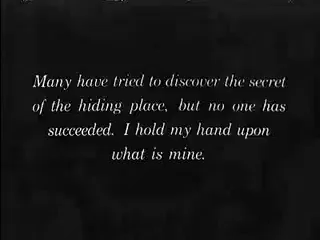 Many have tried to discover the secret
of the hiding place, but no one has
succeeded. I hold my hand upon
what is mine.